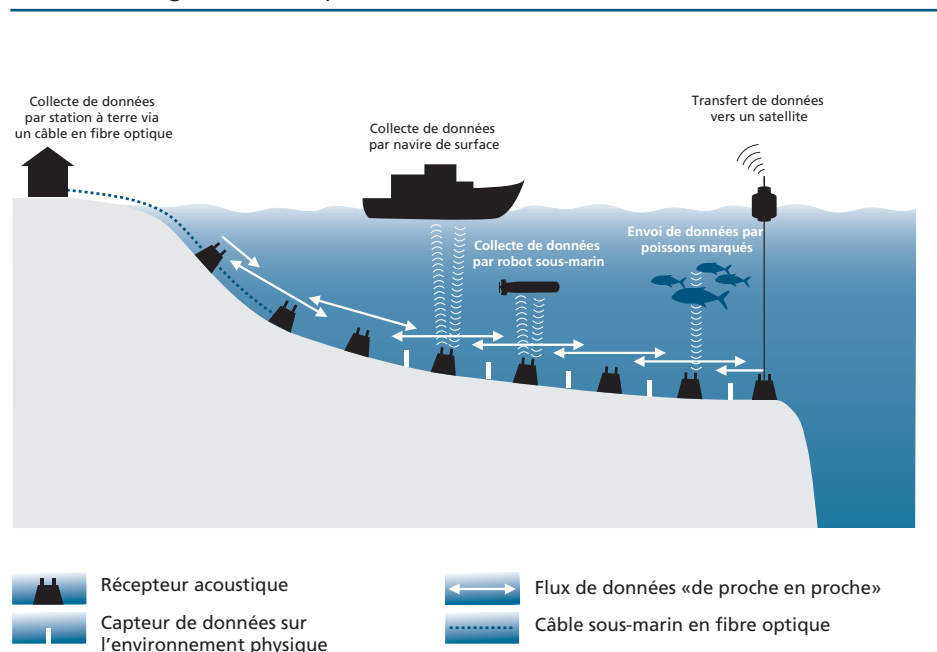 Collecte de données
par station à terre via
un câble en fibre optique
Collecte de données
par navire de surface
Transfert de données
vers un satellite
Collecte de données
par robot sous-marin
Envoi de données par
poissons marqués
Récepteur acoustique
Capteur de données sur
l'environnement physique
Flux de données «de proche en proche»
Câble sous-marin en fibre optique